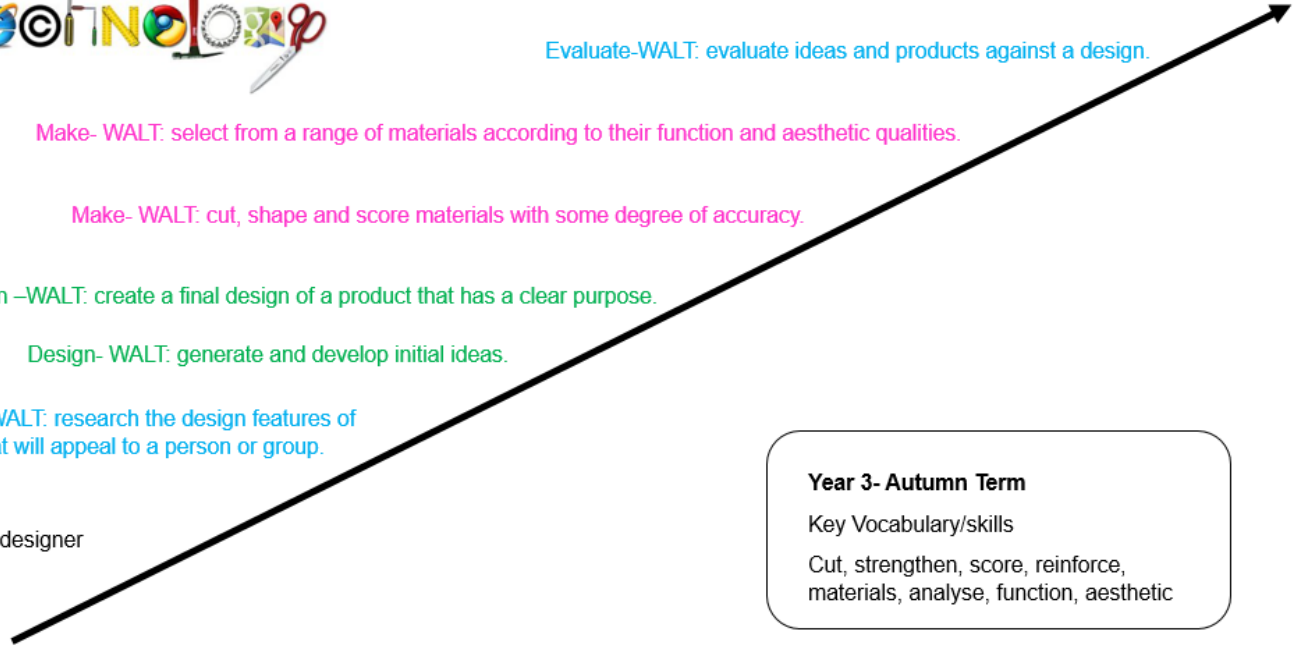 Evaluate-WALT: evaluate ideas and products against a design.
Make- WALT: select from a range of materials according to their function and aesthetic qualities.
Make- WALT: cut, shape and score materials with some degree of accuracy.
–WALT: create a final design of a product that has a clear purpose.
Design- WALT: generate and develop initial ideas.
WALT: research the design features of
will appeal to a person or group.
designer
Year 3- Autumn Term
Key Vocabulary/skills
Cut, strengthen, score, reinforce,
materials, analyse, function, aesthetic